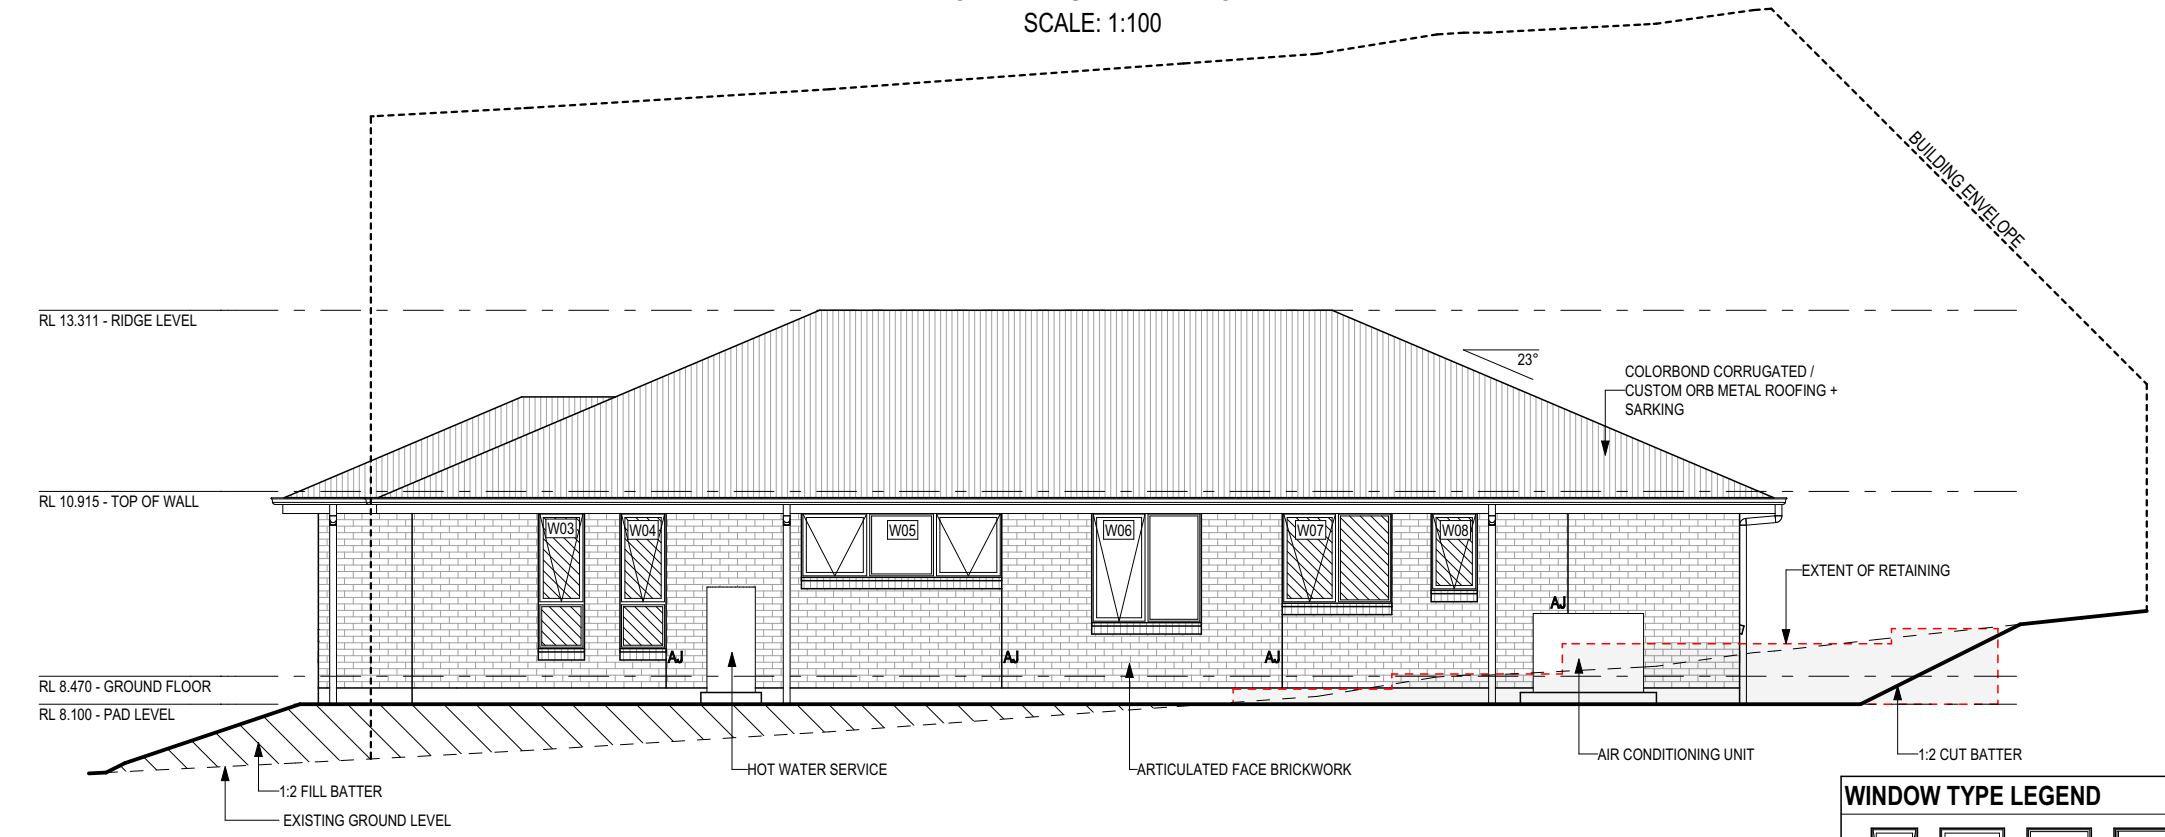 SCALE: 1:100
BUILDING ENVELOPE
RL 13.311 - RIDGE LEVEL
23°
COLORBOND CORRUGATED /
CUSTOM ORB METAL ROOFING +
SARKING
RL 10.915 - TOP OF WALL
W03
W04
W05
W06
W07
W08
EXTENT OF RETAINING
AJ
AJ
AJ
AJ
RL 8.470 - GROUND FLOOR
RL 8.100 - PAD LEVEL
HOT WATER SERVICE
ARTICULATED FACE BRICKWORK
AIR CONDITIONING UNIT
1:2 CUT BATTER
1:2 FILL BATTER
EXISTING GROUND LEVEL
WINDOW TYPE LEGEND